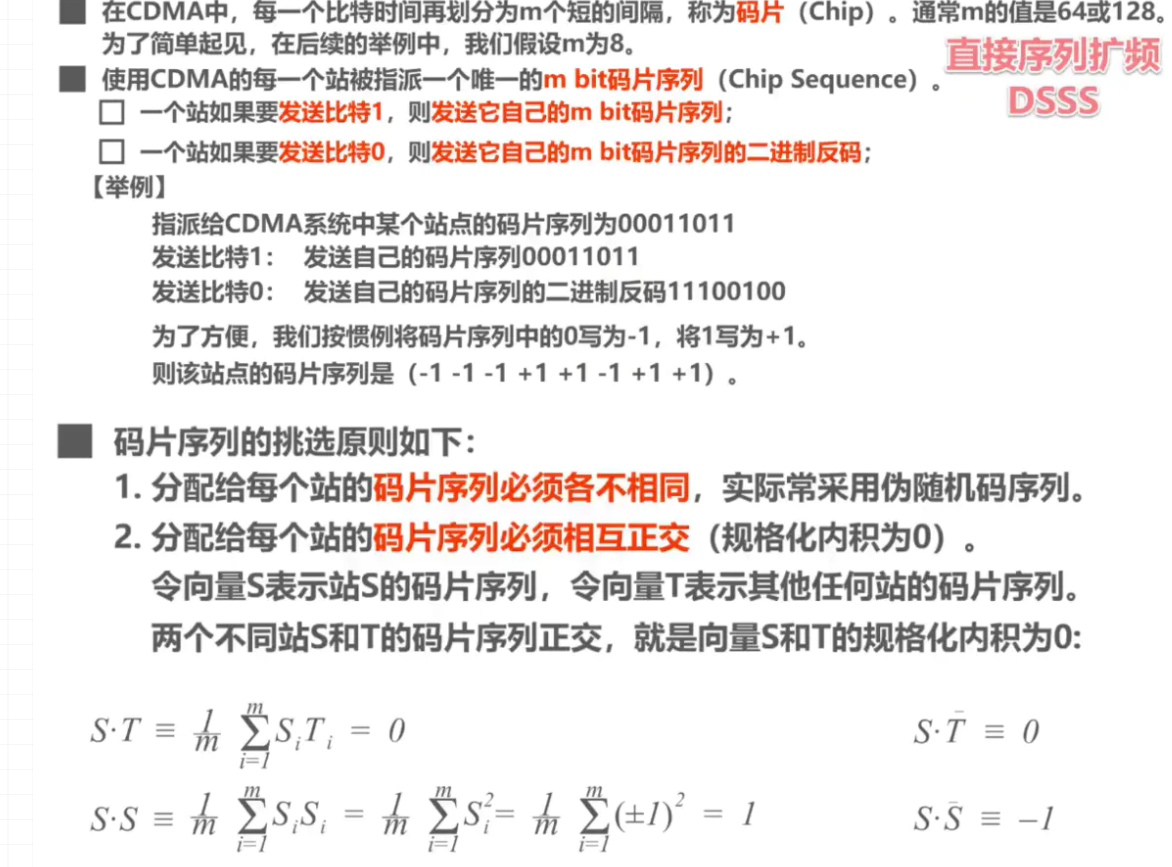 在CDMA中，每一个比特时间再划分为m个短的间隔，称为码片（Chip）。通常m的值是64或128。
为了简单起见，在后续的举例中，我们假设m为8。
直接序列扩频
使用CDMA的每一个站被指派一个唯一的m bit码片序列（Chip Sequence）。
DSSS
一个站如果要发送比特1，则发送它自己的m bit码片序列；
一个站如果要发送比特0，则发送它自己的m bit码片序列的二进制反码；
【举例】
指派给CDMA系统中某个站点的码片序列为00011011
发送比特1： 发送自己的码片序列00011011
发送比特0： 发送自己的码片序列的二进制反码11100100
为了方便，我们按惯例将码片序列中的0写为-1，将1写为+1。
则该站点的码片序列是（-1 -1 -1 +1 +1 -1 +1 +1）。
码片序列的挑选原则如下：
1. 分配给每个站的码片序列必须各不相同，实际常采用伪随机码序列。
2. 分配给每个站的码片序列必须相互正交（规格化内积为0）。
令向量S表示站S的码片序列，令向量T表示其他任何站的码片序列。
两个不同站S和T的码片序列正交，就是向量S和T的规格化内积为0:
S·T ≡ 1/m ∑_{i=1}^{m} S_i T_i = 0 S·T̄ ≡ 0
S·S ≡ 1/m ∑_{i=1}^{m} S_i S_i = 1/m ∑_{i=1}^{m} S_i^2 = 1/m ∑_{i=1}^{m} (±1)^2 = 1 S·S̄ ≡ −1